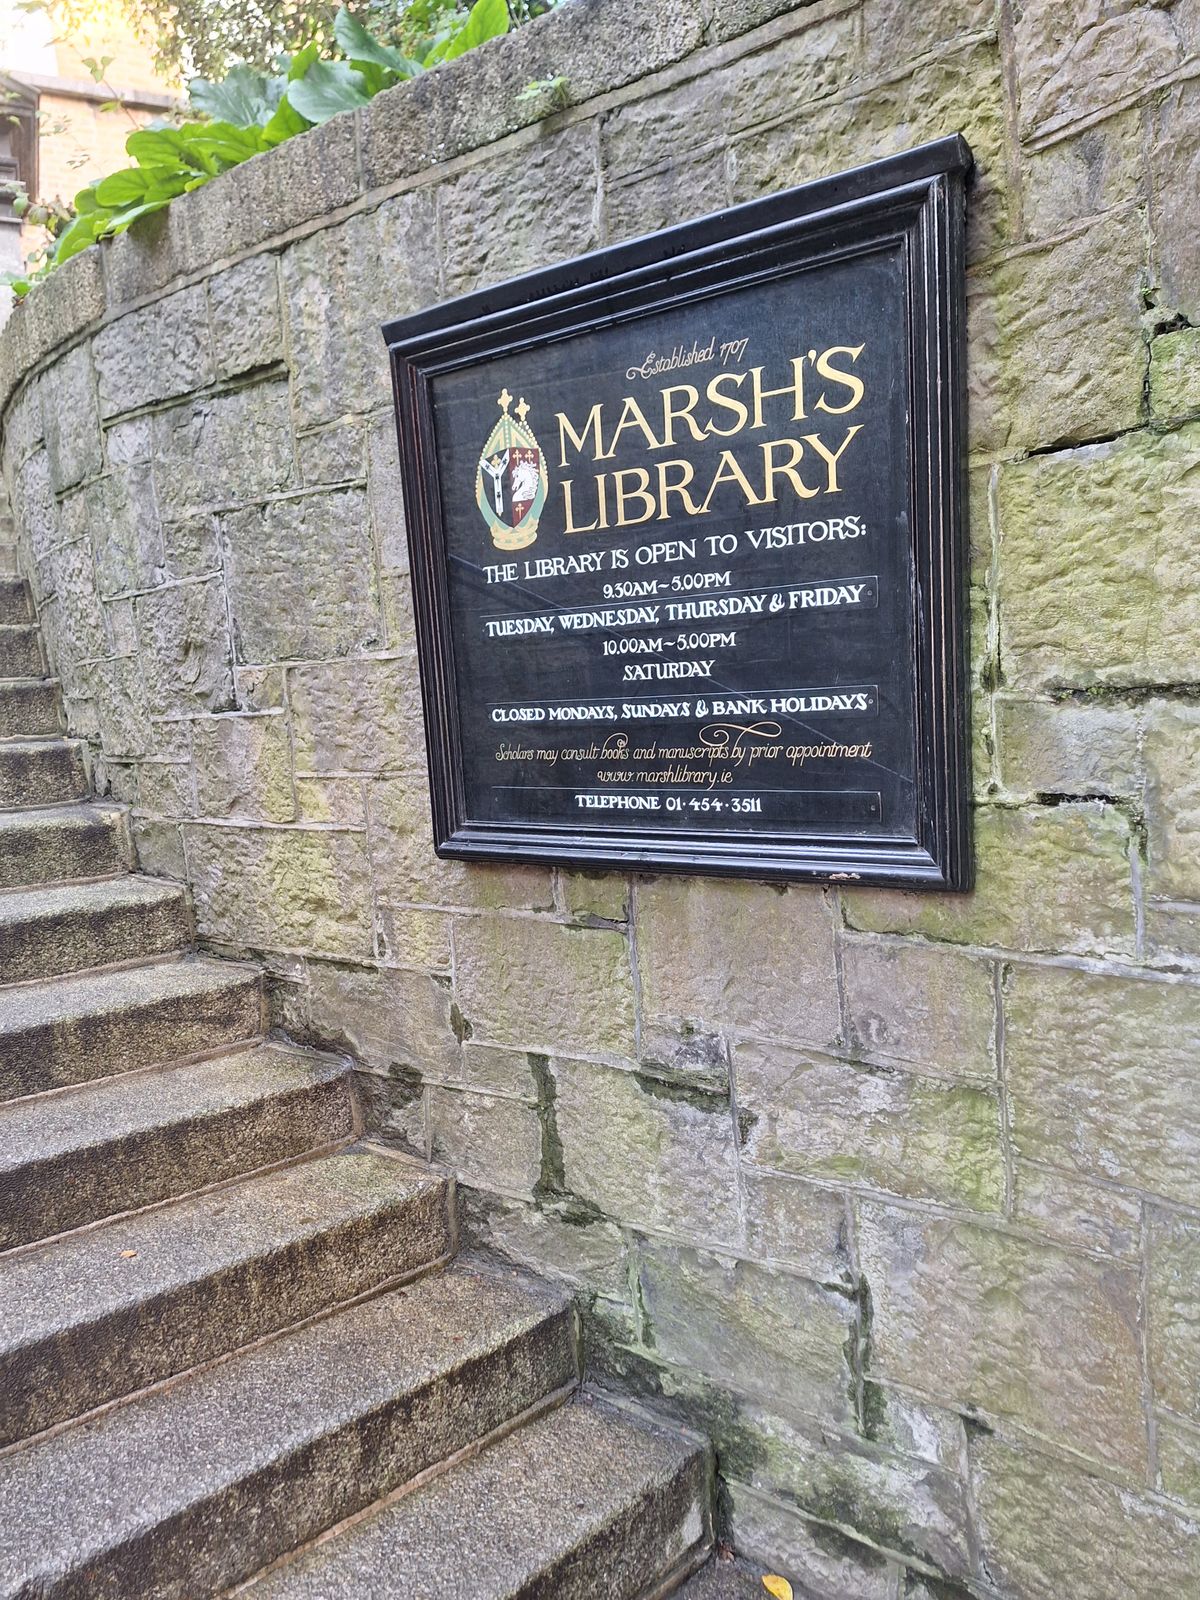 Established 1707
MARSH'S
LIBRARY
THE LIBRARY IS OPEN TO VISITORS:
9.30AM~5.00PM
TUESDAY, WEDNESDAY, THURSDAY & FRIDAY
10.00AM~5.00PM
SATURDAY
CLOSED MONDAYS, SUNDAYS & BANK HOLIDAYS
Scholars may consult books and manuscripts by prior appointment
www.marshlibrary.ie
TELEPHONE 01·454·3511